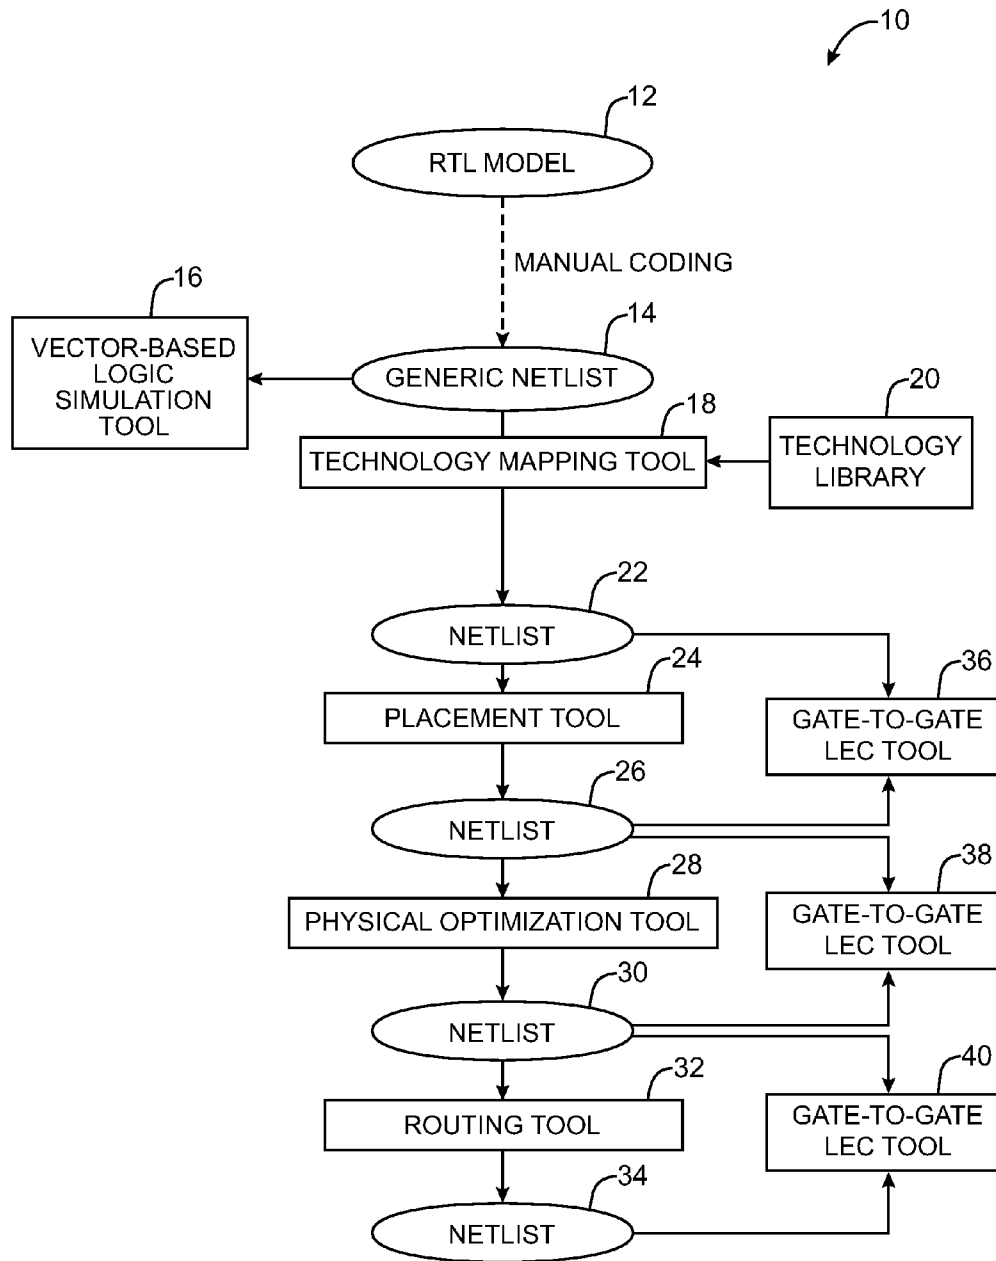 10
12
RTL MODEL
MANUAL CODING
16
VECTOR-BASED
LOGIC
SIMULATION
TOOL
14
GENERIC NETLIST
18
TECHNOLOGY MAPPING TOOL
20
TECHNOLOGY
LIBRARY
22
NETLIST
24
PLACEMENT TOOL
36
GATE-TO-GATE
LEC TOOL
26
NETLIST
28
PHYSICAL OPTIMIZATION TOOL
38
GATE-TO-GATE
LEC TOOL
30
NETLIST
32
ROUTING TOOL
40
GATE-TO-GATE
LEC TOOL
34
NETLIST